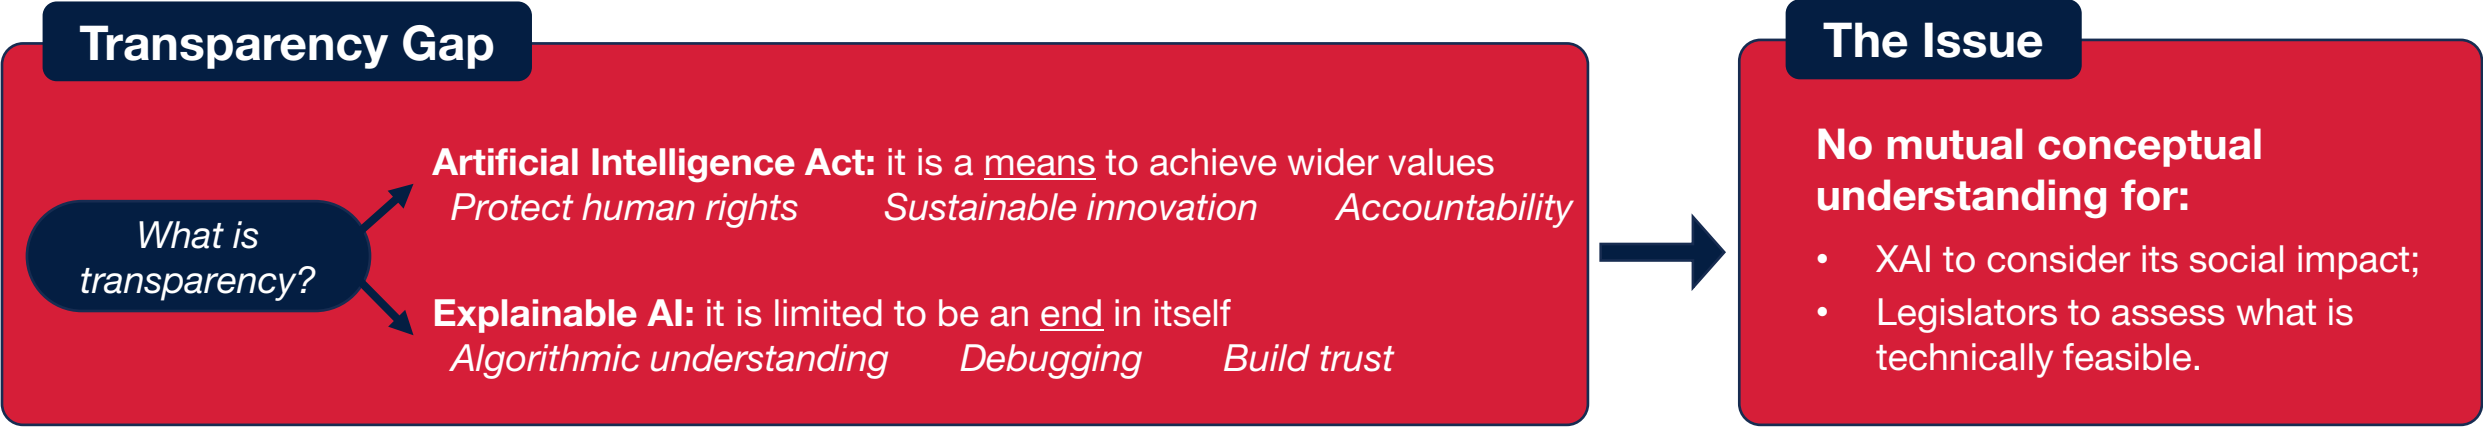 Transparency Gap
What is
transparency?
Artificial Intelligence Act: it is a means to achieve wider values
Protect human rights Sustainable innovation Accountability
Explainable AI: it is limited to be an end in itself
Algorithmic understanding Debugging Build trust
The Issue
No mutual conceptual
understanding for:
• XAI to consider its social impact;
• Legislators to assess what is
technically feasible.